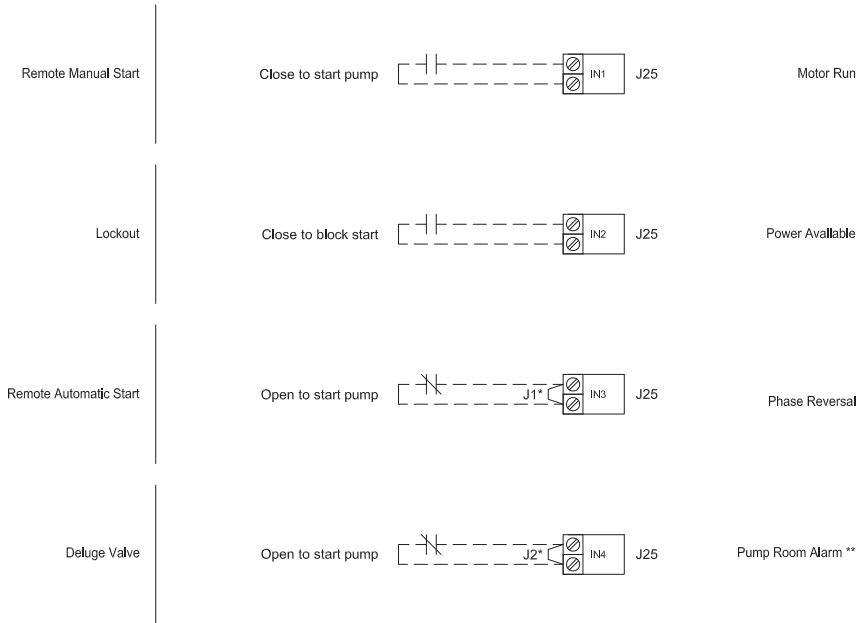 Remote Manual Start Close to start pump IN1 J25 Motor Run
Lockout Close to block start IN2 J25 Power Available
Remote Automatic Start Open to start pump J1* IN3 J25 Phase Reversal
Deluge Valve Open to start pump J2* IN4 J25 Pump Room Alarm **